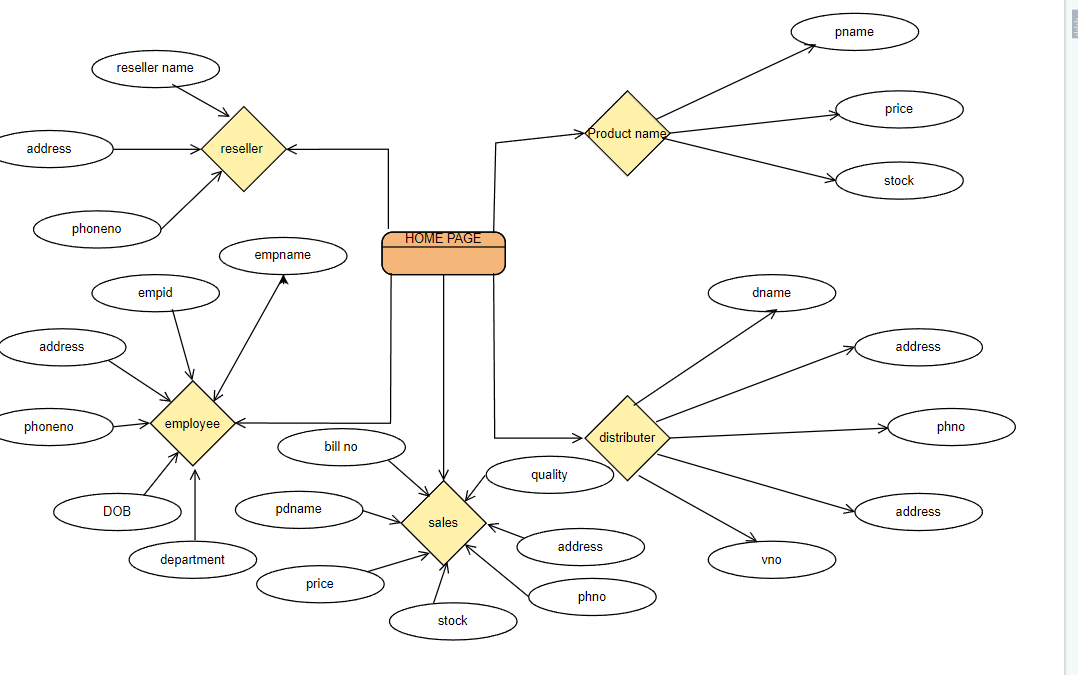 pname
reseller name
price
Product name
address
reseller
stock
phoneno
HOME PAGE
empname
empid
dname
address
address
employee
phoneno
phno
distributer
bill no
quality
pdname
DOB
sales
address
address
department
vno
price
phno
stock